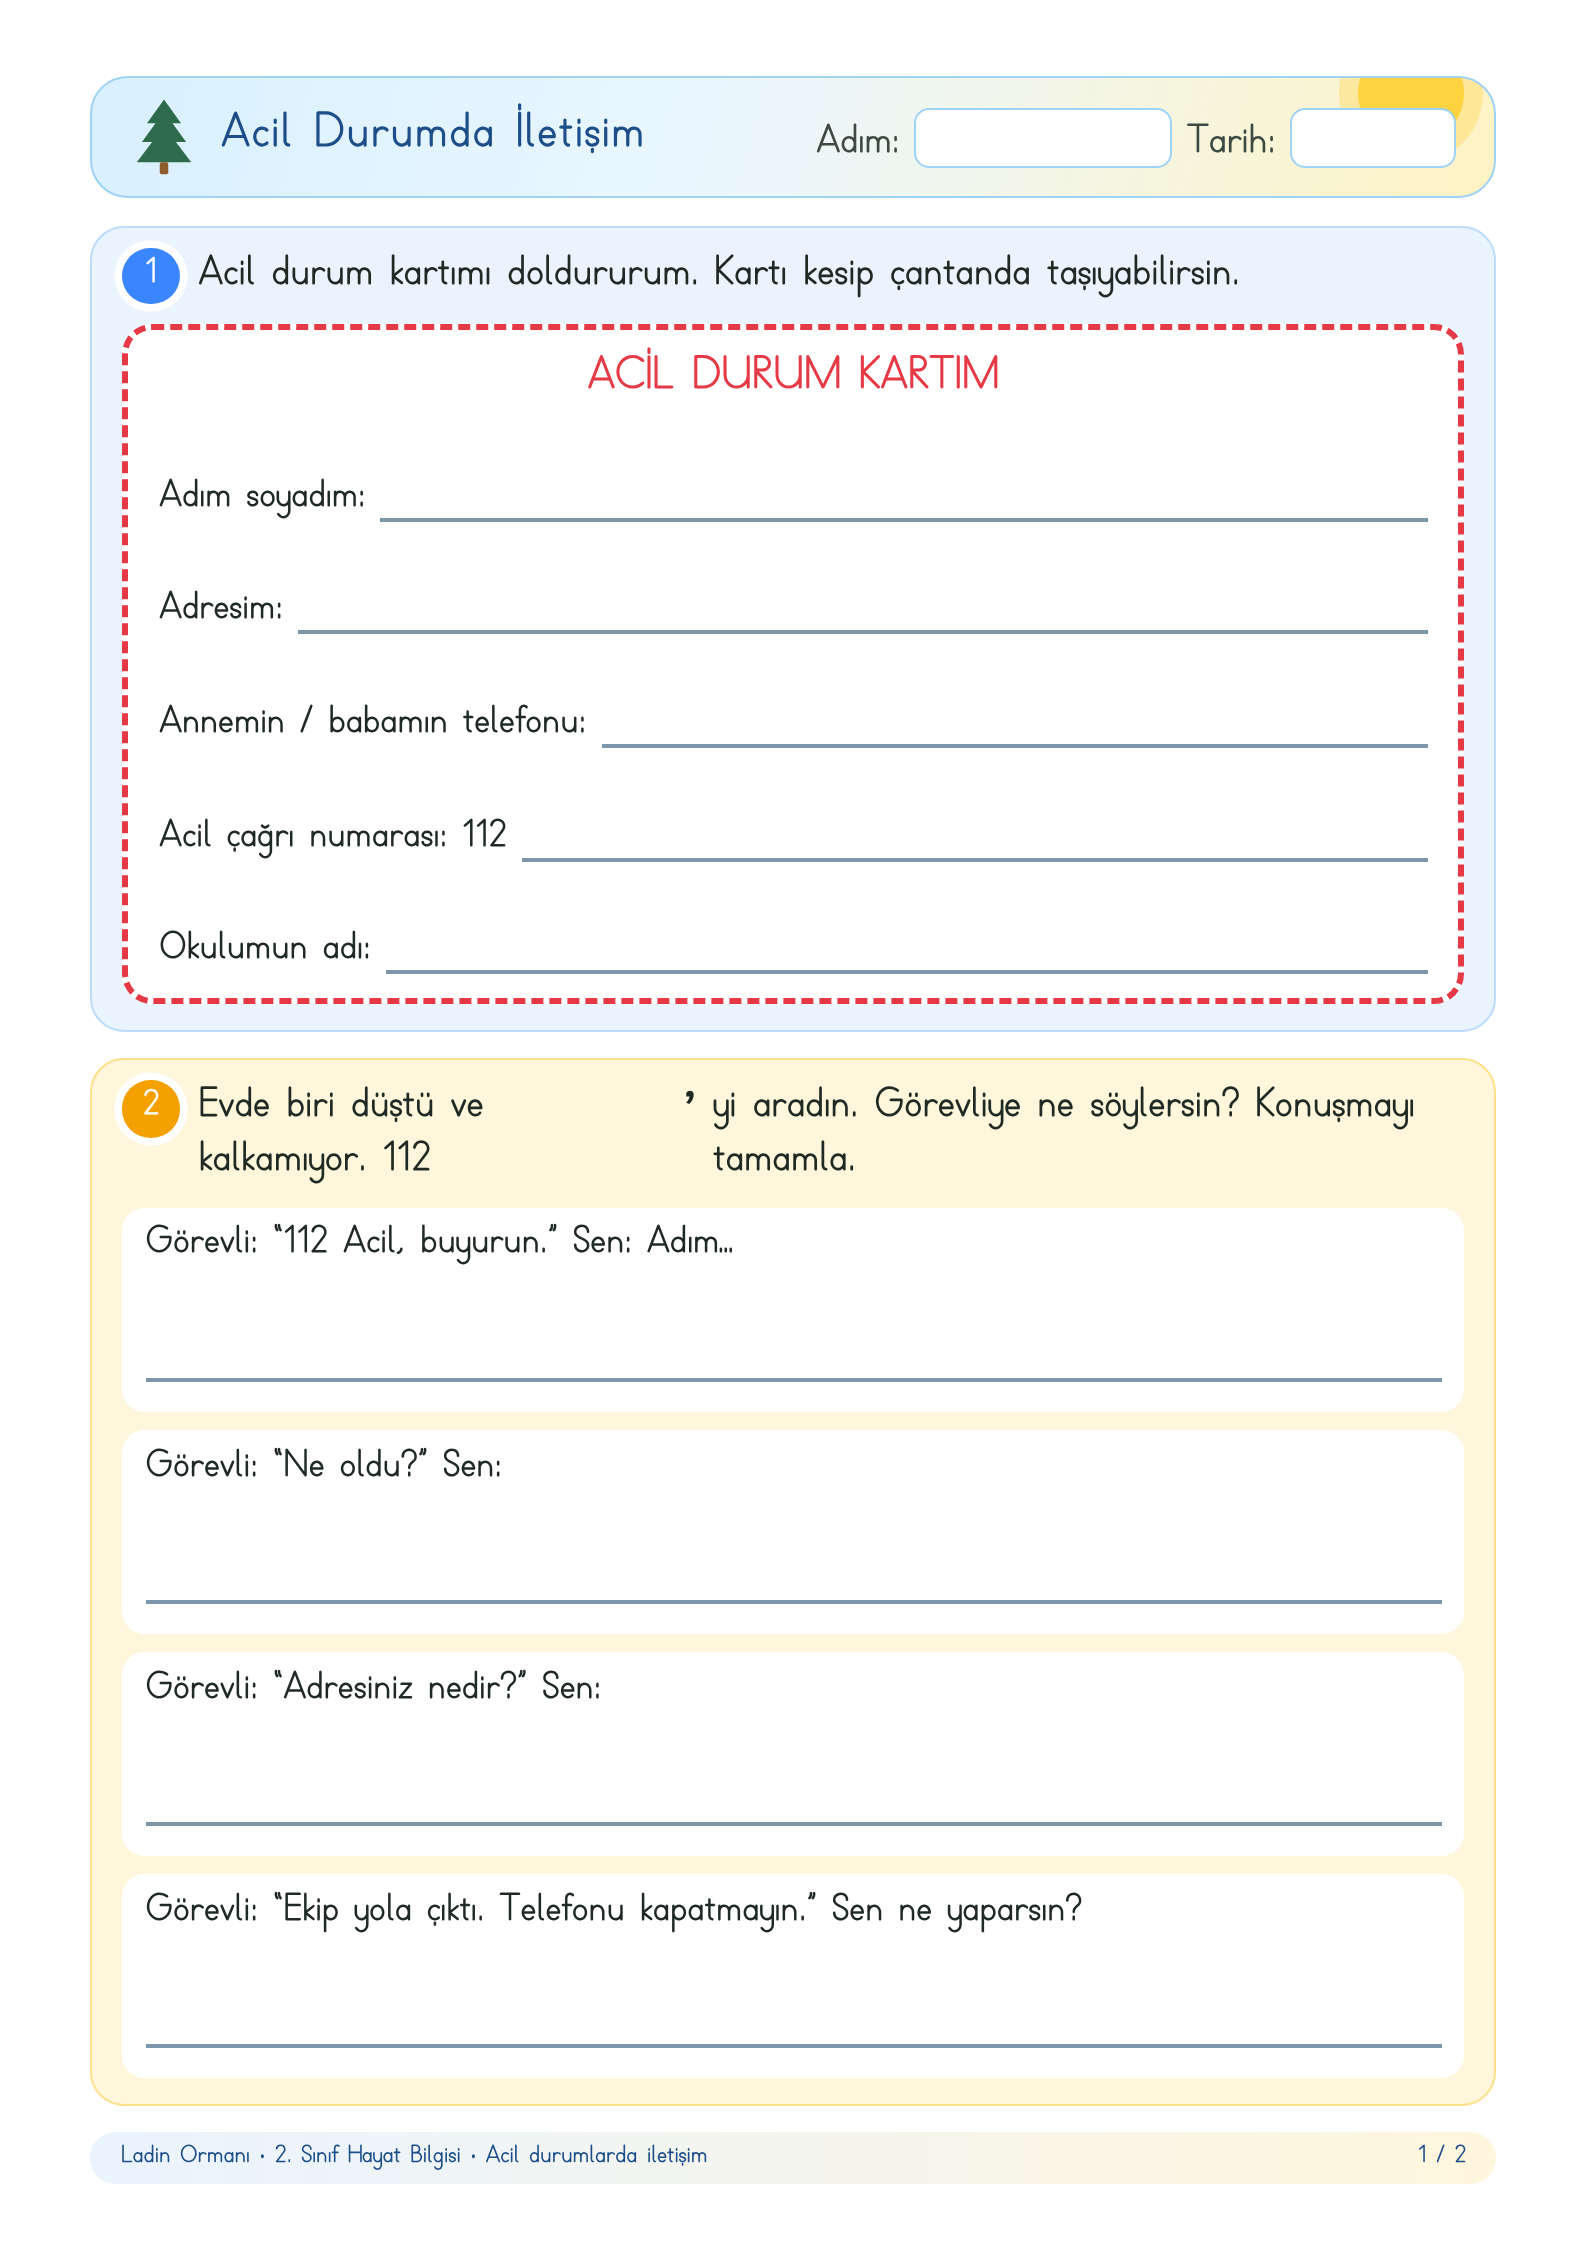 Acil Durumda İletişim
Adım: Tarih:
1 Acil durum kartımı doldururum. Kartı kesip çantanda taşıyabilirsin.
ACİL DURUM KARTIM
Adım soyadım:
Adresim:
Annemin / babamın telefonu:
Acil çağrı numarası: 112
Okulumun adı:
2 Evde biri düştü ve
kalkamıyor. 112
’ yi aradın. Görevliye ne söylersin? Konuşmayı
tamamla.
Görevli: “112 Acil, buyurun.” Sen: Adım...
Görevli: “Ne oldu?” Sen:
Görevli: “Adresiniz nedir?” Sen:
Görevli: “Ekip yola çıktı. Telefonu kapatmayın.” Sen ne yaparsın?
Ladin Ormanı • 2. Sınıf Hayat Bilgisi • Acil durumlarda iletişim
1 / 2